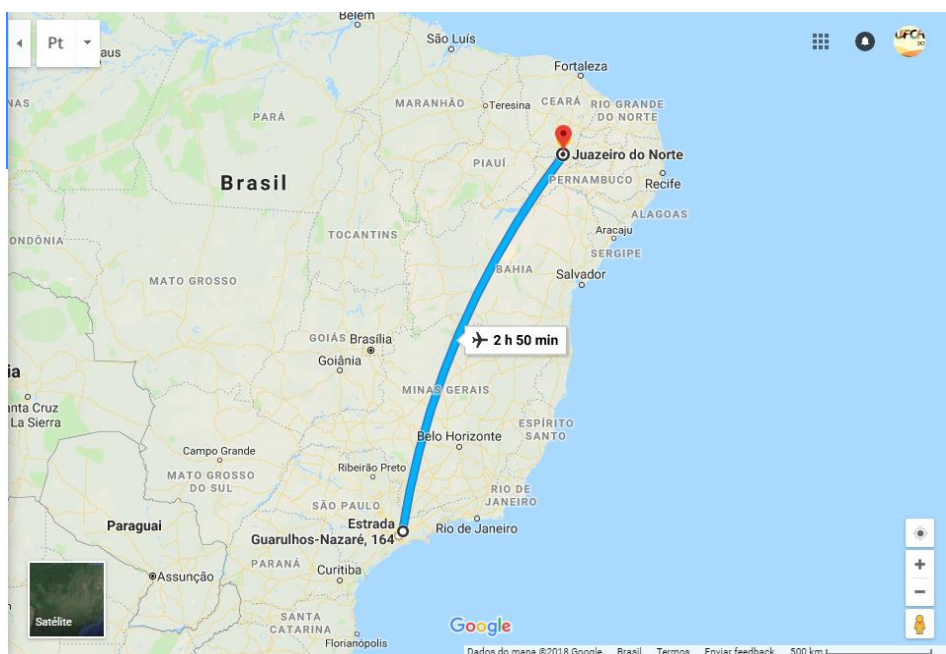 Belém
Pt
aus
São Luís
UFCA
Fortaleza
NAS
MARANHÃO
Teresina
CEARÁ
RIO GRANDE
DO NORTE
PARÁ
Juazeiro do Norte
PIAUÍ
Brasil
PERNAMBUCO
Recife
ALAGOAS
TOCANTINS
Aracaju
ONDÔNIA
SERGIPE
BAHIA
MATO GROSSO
Salvador
GOIÁS
Brasília
2 h 50 min
Goiânia
ia
MINAS GERAIS
anta Cruz
La Sierra
ESPÍRITO
SANTO
Belo Horizonte
Campo Grande
Ribeirão Preto
MATO GROSSO
DO SUL
RIO DE
JANEIRO
SÃO PAULO
Paraguai
Estrada
Guarulhos-Nazaré, 164
Rio de Janeiro
PARANÁ
Curitiba
Assunção
Satélite
SANTA
CATARINA
Google
Florianópolis
Dados do mapa ©2018 Google Brasil Termos Enviar feedback 500 km